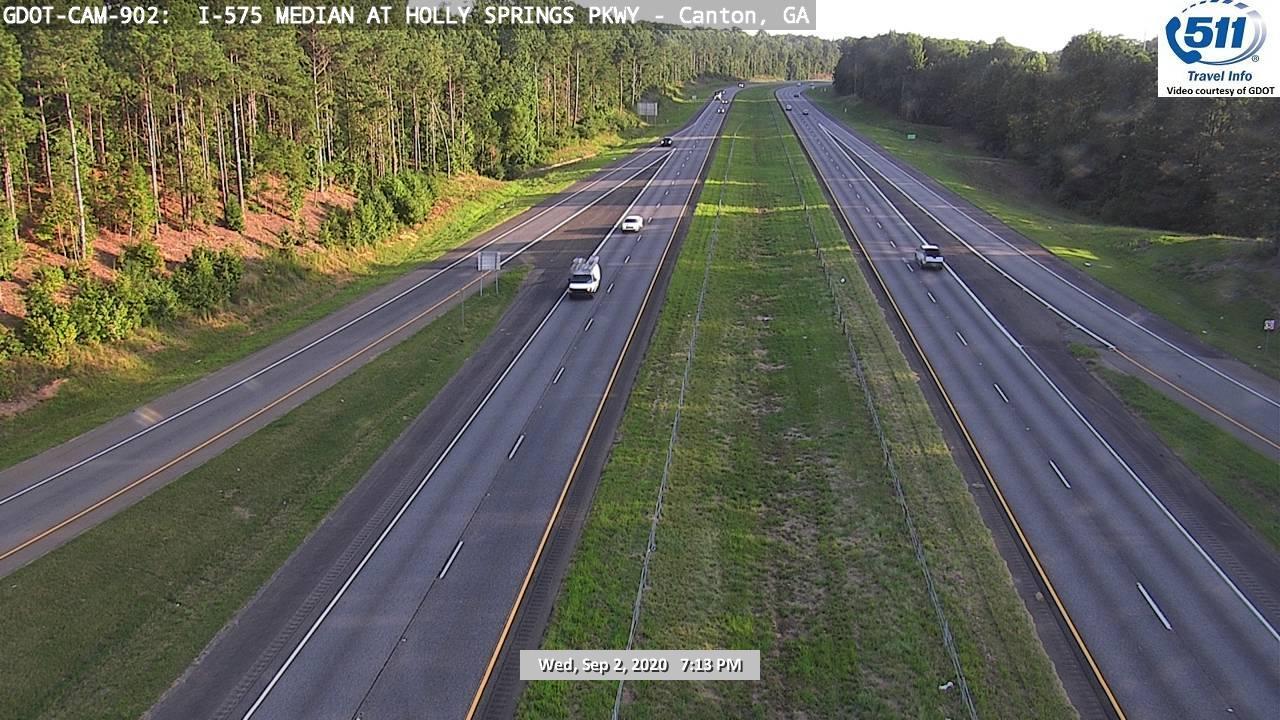 GDOT-CAM-902: I-575 MEDIAN AT HOLLY SPRINGS PKWY - Canton, GA
511
®
Travel Info
Video courtesy of GDOT
Wed, Sep 2, 2020 7:13 PM